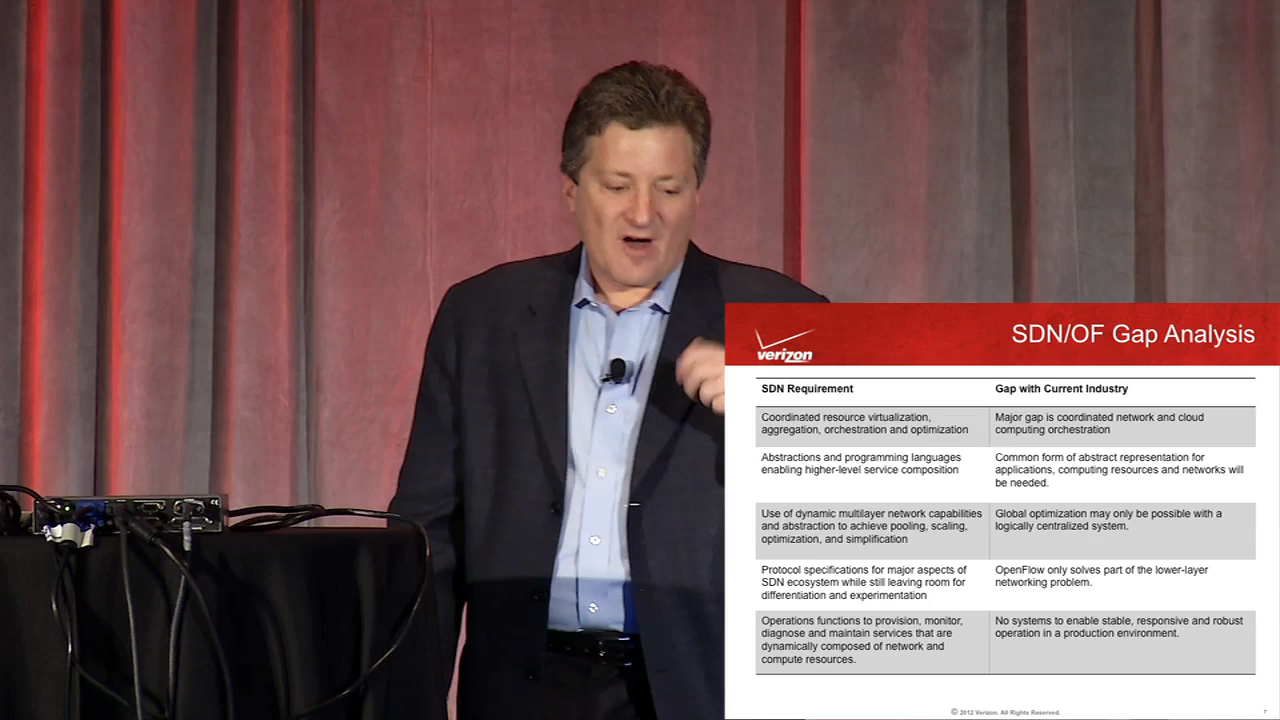 SDN/OF Gap Analysis
verizon
SDN Requirement
Gap with Current Industry
Coordinated resource virtualization,
aggregation, orchestration and optimization
Major gap is coordinated network and cloud
computing orchestration
Abstractions and programming languages
enabling higher-level service composition
Common form of abstract representation for
applications, computing resources and networks will
be needed.
Use of dynamic multilayer network capabilities
and abstraction to achieve pooling, scaling,
optimization, and simplification
Global optimization may only be possible with a
logically centralized system.
Protocol specifications for major aspects of
SDN ecosystem while still leaving room for
differentiation and experimentation
OpenFlow only solves part of the lower-layer
networking problem.
Operations functions to provision, monitor,
diagnose and maintain services that are
dynamically composed of network and
compute resources.
No systems to enable stable, responsive and robust
operation in a production environment.
© 2012 Verizon. All Rights Reserved.
7